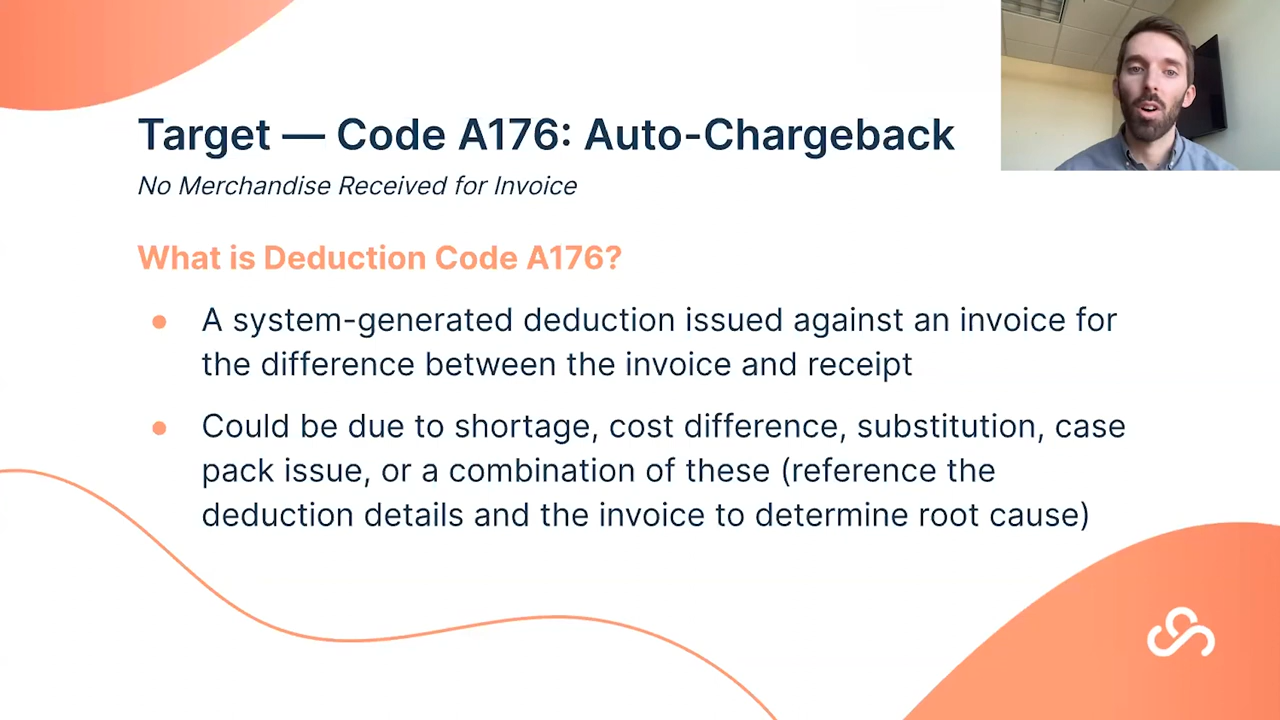 Target — Code A176: Auto-Chargeback
No Merchandise Received for Invoice
What is Deduction Code A176?
● A system-generated deduction issued against an invoice for
the difference between the invoice and receipt
● Could be due to shortage, cost difference, substitution, case
pack issue, or a combination of these (reference the
deduction details and the invoice to determine root cause)